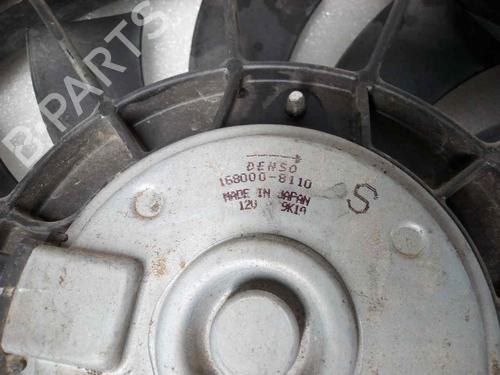 B-PARTS
DENSO
168000-8110
MADE IN JAPAN
12V 9K19
S